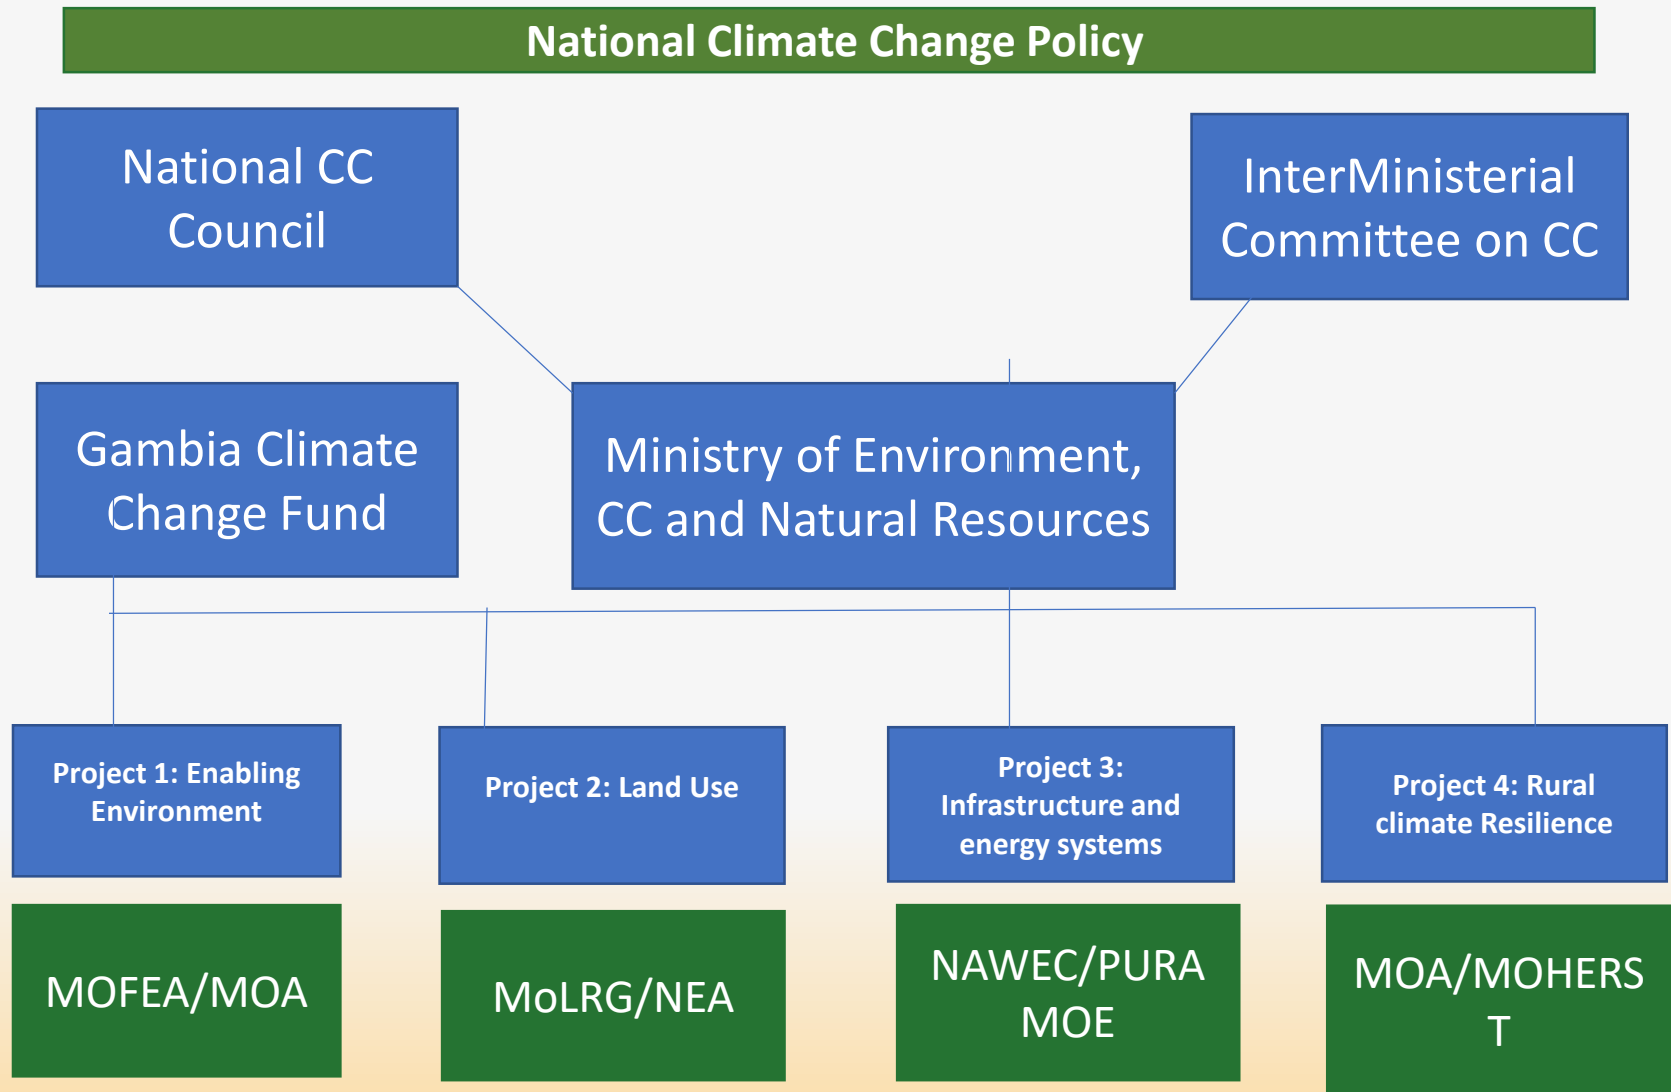 National Climate Change Policy
National CC
Council
InterMinisterial
Committee on CC
Gambia Climate
Change Fund
Ministry of Environment,
CC and Natural Resources
Project 1: Enabling
Environment
Project 2: Land Use
Project 3:
Infrastructure and
energy systems
Project 4: Rural
climate Resilience
MOFEA/MOA
MoLRG/NEA
NAWEC/PURA
MOE
MOA/MOHERS
T